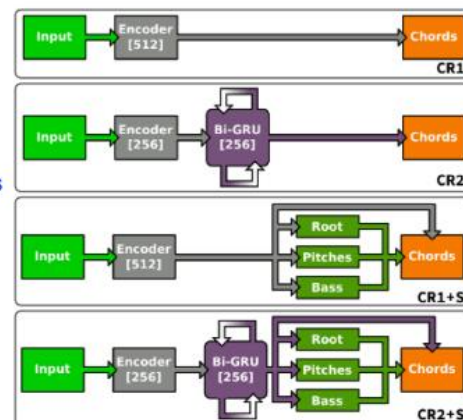 Input Encoder [512] Chords
CR1
Input Encoder [256] Bi-GRU [256] Chords
CR2
s
Root
Input Encoder [512] Pitches Chords
Bass
CR1+S
Root
Input Encoder [256] Bi-GRU [256] Pitches Chords
Bass
CR2+S